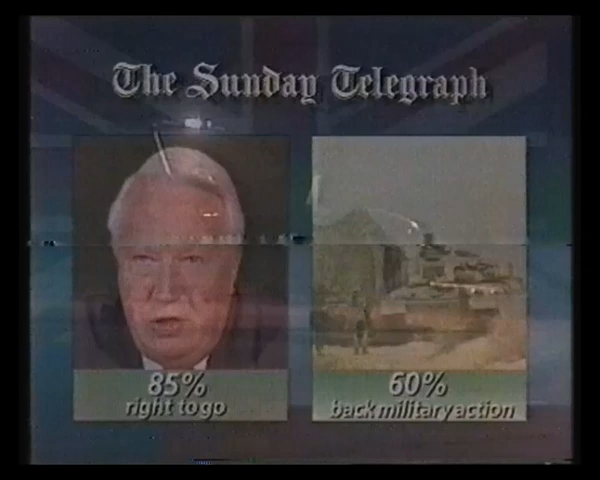 The Sunday Telegraph
85%
right to go
60%
back military action